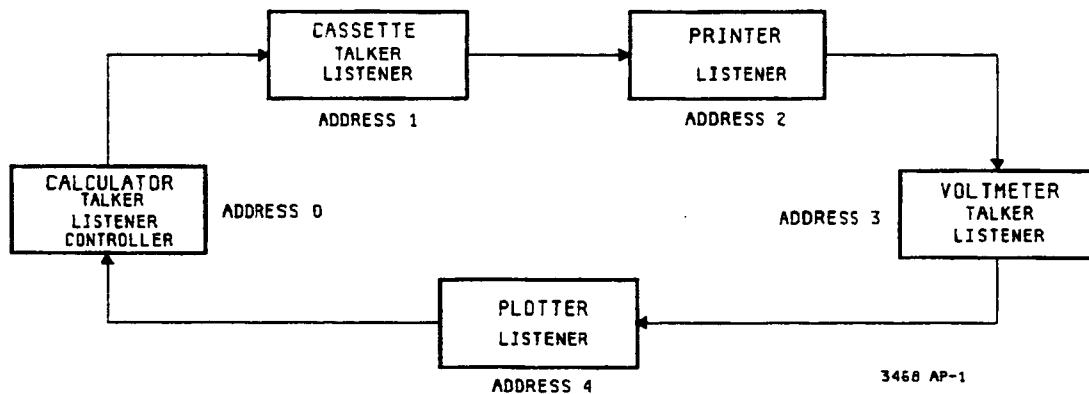 CASSETTE
TALKER
LISTENER
ADDRESS 1
PRINTER
LISTENER
ADDRESS 2
CALCULATOR
TALKER
LISTENER
CONTROLLER
ADDRESS 0
VOLTMETER
TALKER
LISTENER
ADDRESS 3
PLOTTER
LISTENER
ADDRESS 4
3468 AP-1